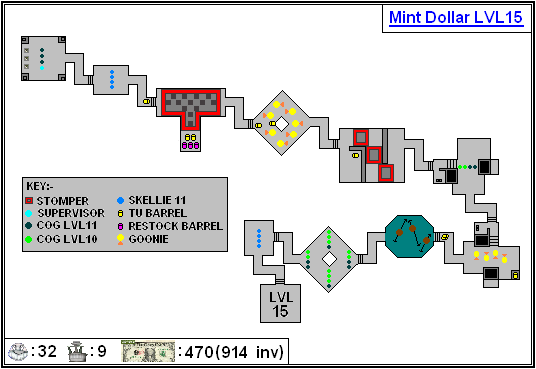 Mint Dollar LVL15
KEY:-
STOMPER
SKELLIE 11
SUPERVISOR
TU BARREL
COG LVL11
RESTOCK BARREL
COG LVL10
GOONIE
LVL
15
:32
:9
:470(914 inv)